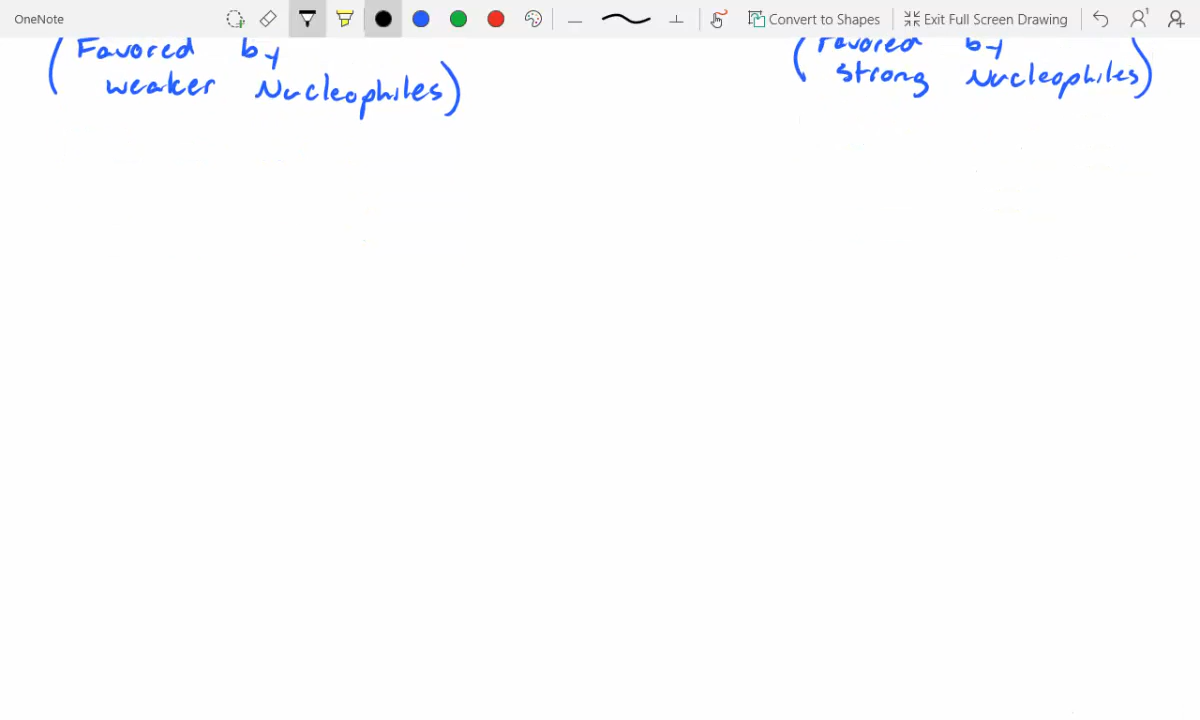 OneNote
Convert to Shapes
Exit Full Screen Drawing
(Favored by
weaker Nucleophiles)
(Favored by
strong Nucleophiles)